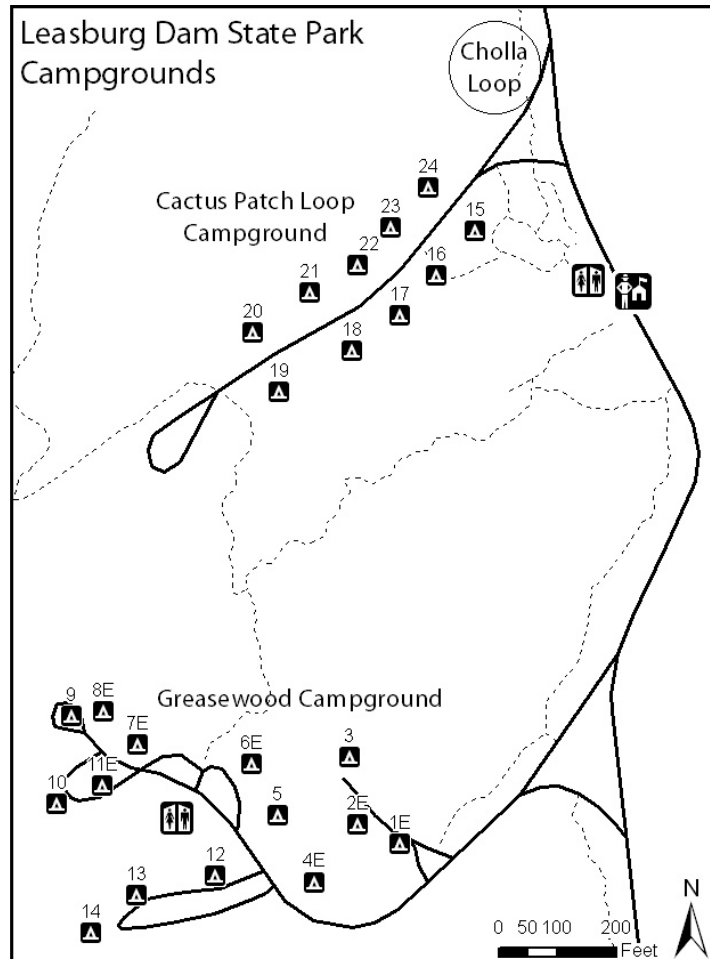 Leasburg Dam State Park
Campgrounds
Cholla
Loop
24
Cactus Patch Loop
Campground
23
15
22
16
21
17
20
18
19
Greasewood Campground
9
8E
7E
6E
3
11E
10
5
2E
1E
12
4E
13
14
N
0 50 100 200
Feet